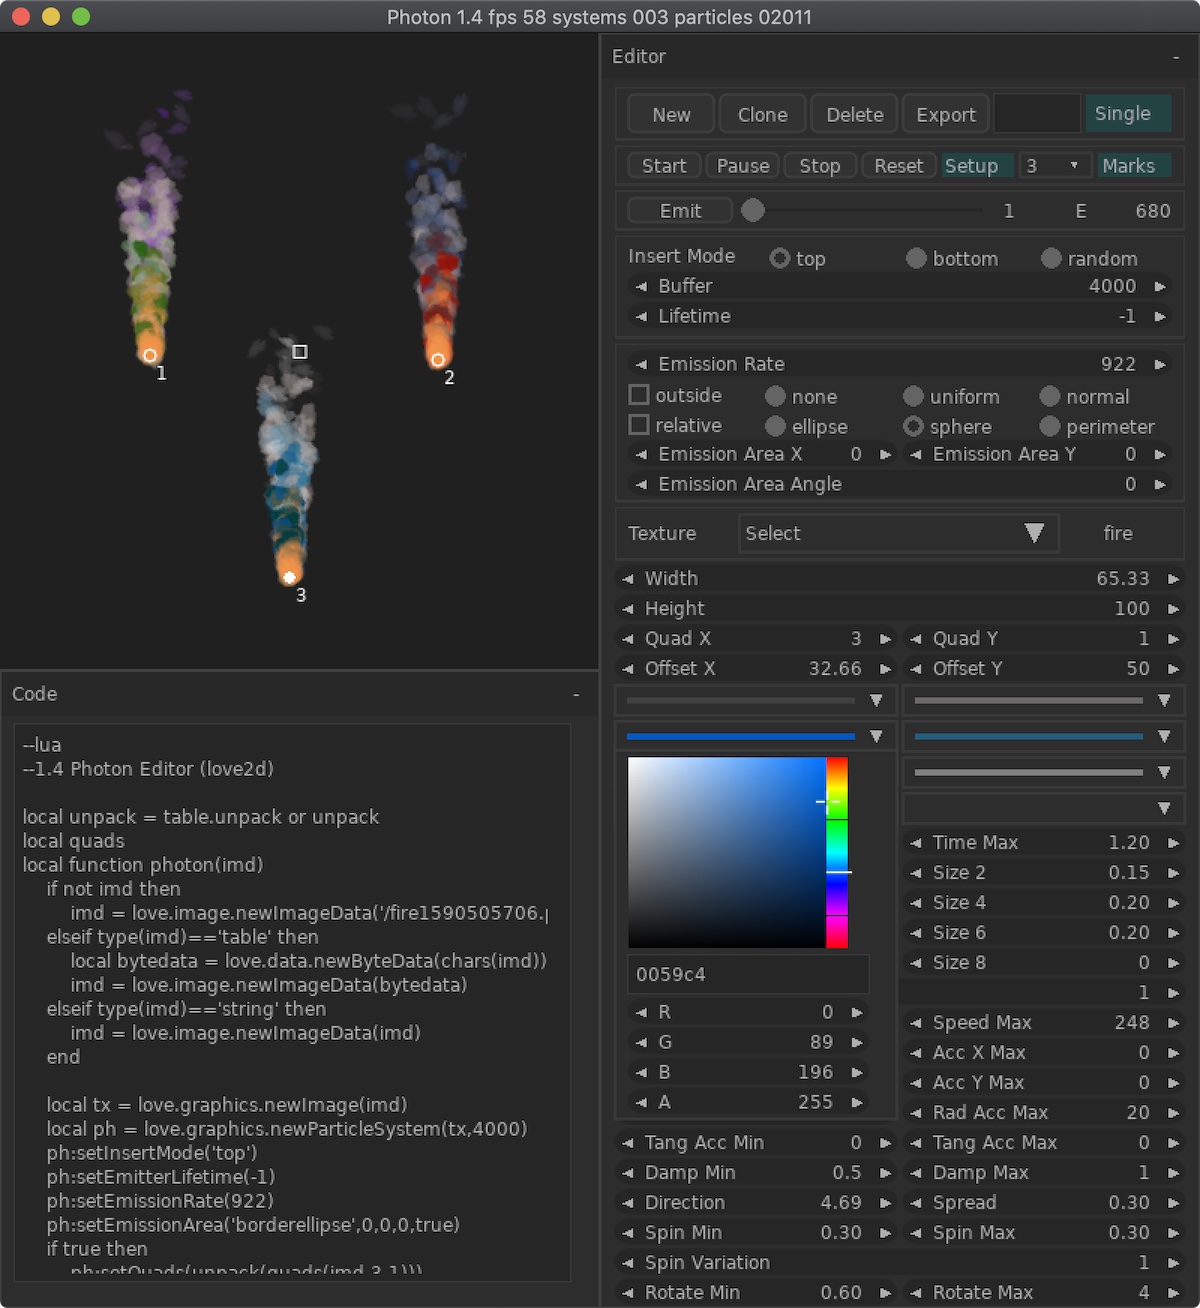 Photon 1.4 fps 58 systems 003 particles 02011
1
2
3
Code -
--lua
--1.4 Photon Editor (love2d)
local unpack = table.unpack or unpack
local quads
local function photon(imd)
if not imd then
imd = love.image.newImageData('/fire1590505706.
elseif type(imd)=='table' then
local bytedata = love.data.newByteData(chars(imd))
imd = love.image.newImageData(bytedata)
elseif type(imd)=='string' then
imd = love.image.newImageData(imd)
end
local tx = love.graphics.newImage(imd)
local ph = love.graphics.newParticleSystem(tx,4000)
ph:setInsertMode('top')
ph:setEmitterLifetime(-1)
ph:setEmissionRate(922)
ph:setEmissionArea('borderellipse',0,0,0,true)
if true then
ph:setQuads(unpack(quads(imd,3,1)))
Editor -
New Clone Delete Export Single
Start Pause Stop Reset Setup 3 Marks
Emit 1 E 680
Insert Mode top bottom random
Buffer 4000
Lifetime -1
Emission Rate 922
outside none uniform normal
relative ellipse sphere perimeter
Emission Area X 0 Emission Area Y 0
Emission Area Angle 0
Texture Select fire
Width 65.33
Height 100
Quad X 3 Quad Y 1
Offset X 32.66 Offset Y 50
0059c4
R 0
G 89
B 196
A 255
Time Max 1.20
Size 2 0.15
Size 4 0.20
Size 6 0.20
Size 8 0
1
Speed Max 248
Acc X Max 0
Acc Y Max 0
Rad Acc Max 20
Tang Acc Min 0 Tang Acc Max 0
Damp Min 0.5 Damp Max 1
Direction 4.69 Spread 0.30
Spin Min 0.30 Spin Max 0.30
Spin Variation 1
Rotate Min 0.60 Rotate Max 4